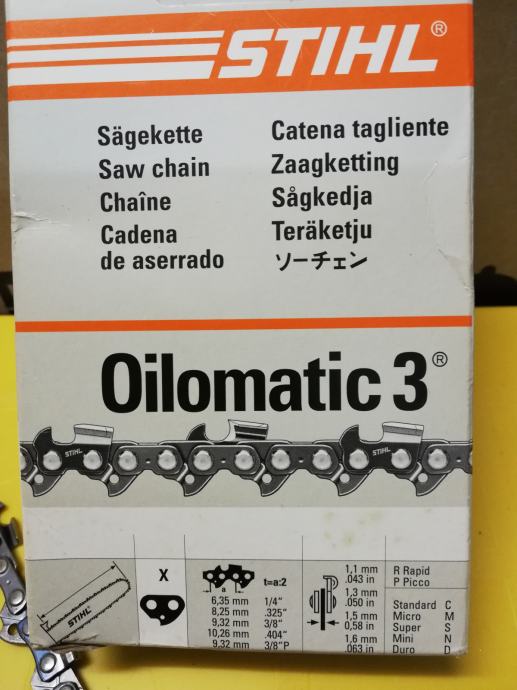 STIHL®
Sägekette
Saw chain
Chaîne
Cadena
de aserrado
Catena tagliente
Zaagketting
Sågkedja
Teräketju
ソーチェン
Oilomatic 3®
STIHL
STIHL
STIHL
X
a
t=a:2
6,35 mm 1/4"
8,25 mm .325"
9,32 mm 3/8"
10,26 mm .404"
9,32 mm 3/8"P
1,1 mm
.043 in
1,3 mm
.050 in
1,5 mm
0,58 in
1,6 mm
.063 in
R Rapid
P Picco
Standard C
Micro M
Super S
Mini N
Duro D